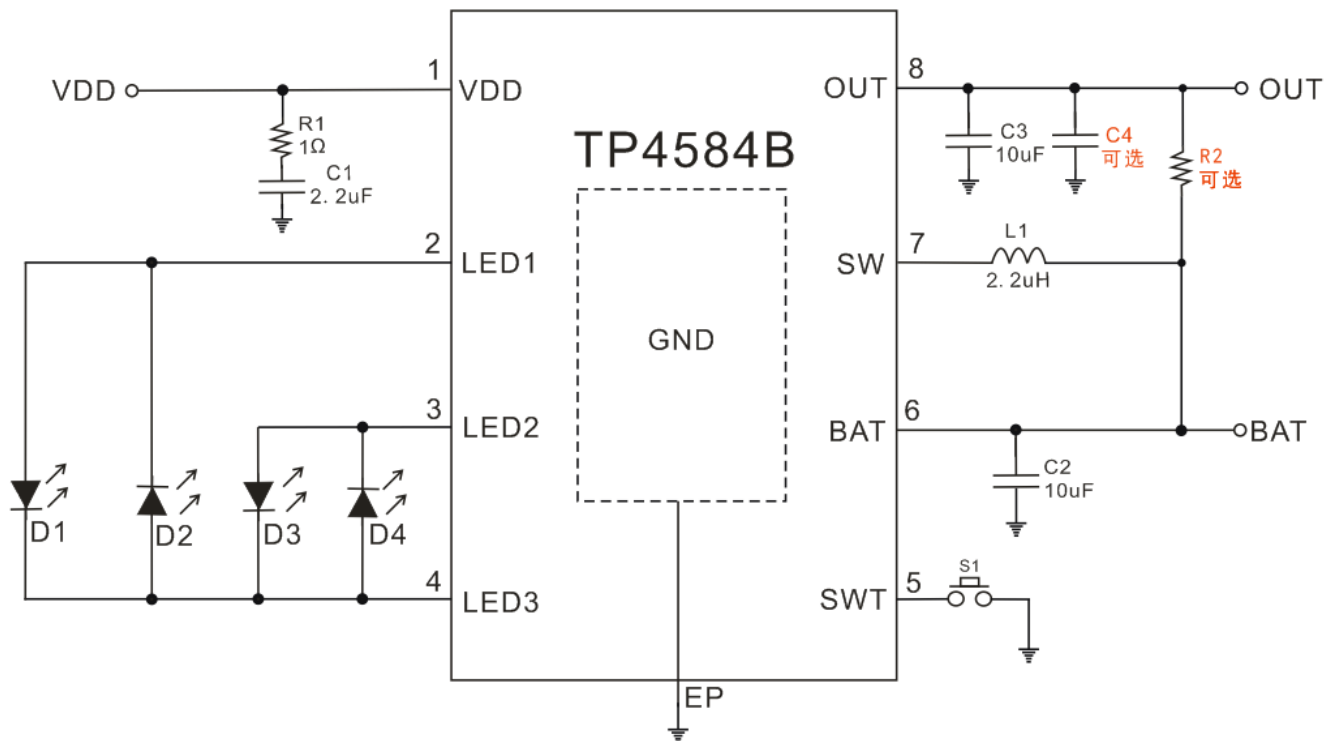 VDD
1
VDD
R1
1Ω
C1
2.2uF
TP4584B
OUT
8
OUT
C3
10uF
C4
可选
R2
可选
2
LED1
SW
7
L1
2.2uH
GND
3
LED2
BAT
6
BAT
C2
10uF
D1
D2
D3
D4
4
LED3
SWT
5
S1
EP